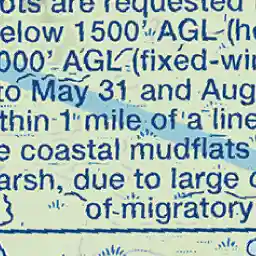 ots are requested
elow 1500' AGL (h
000' AGL (fixed-wi
to May 31 and Aug
thin 1 mile of a line
e coastal mudflats
arsh, due to large
of migratory